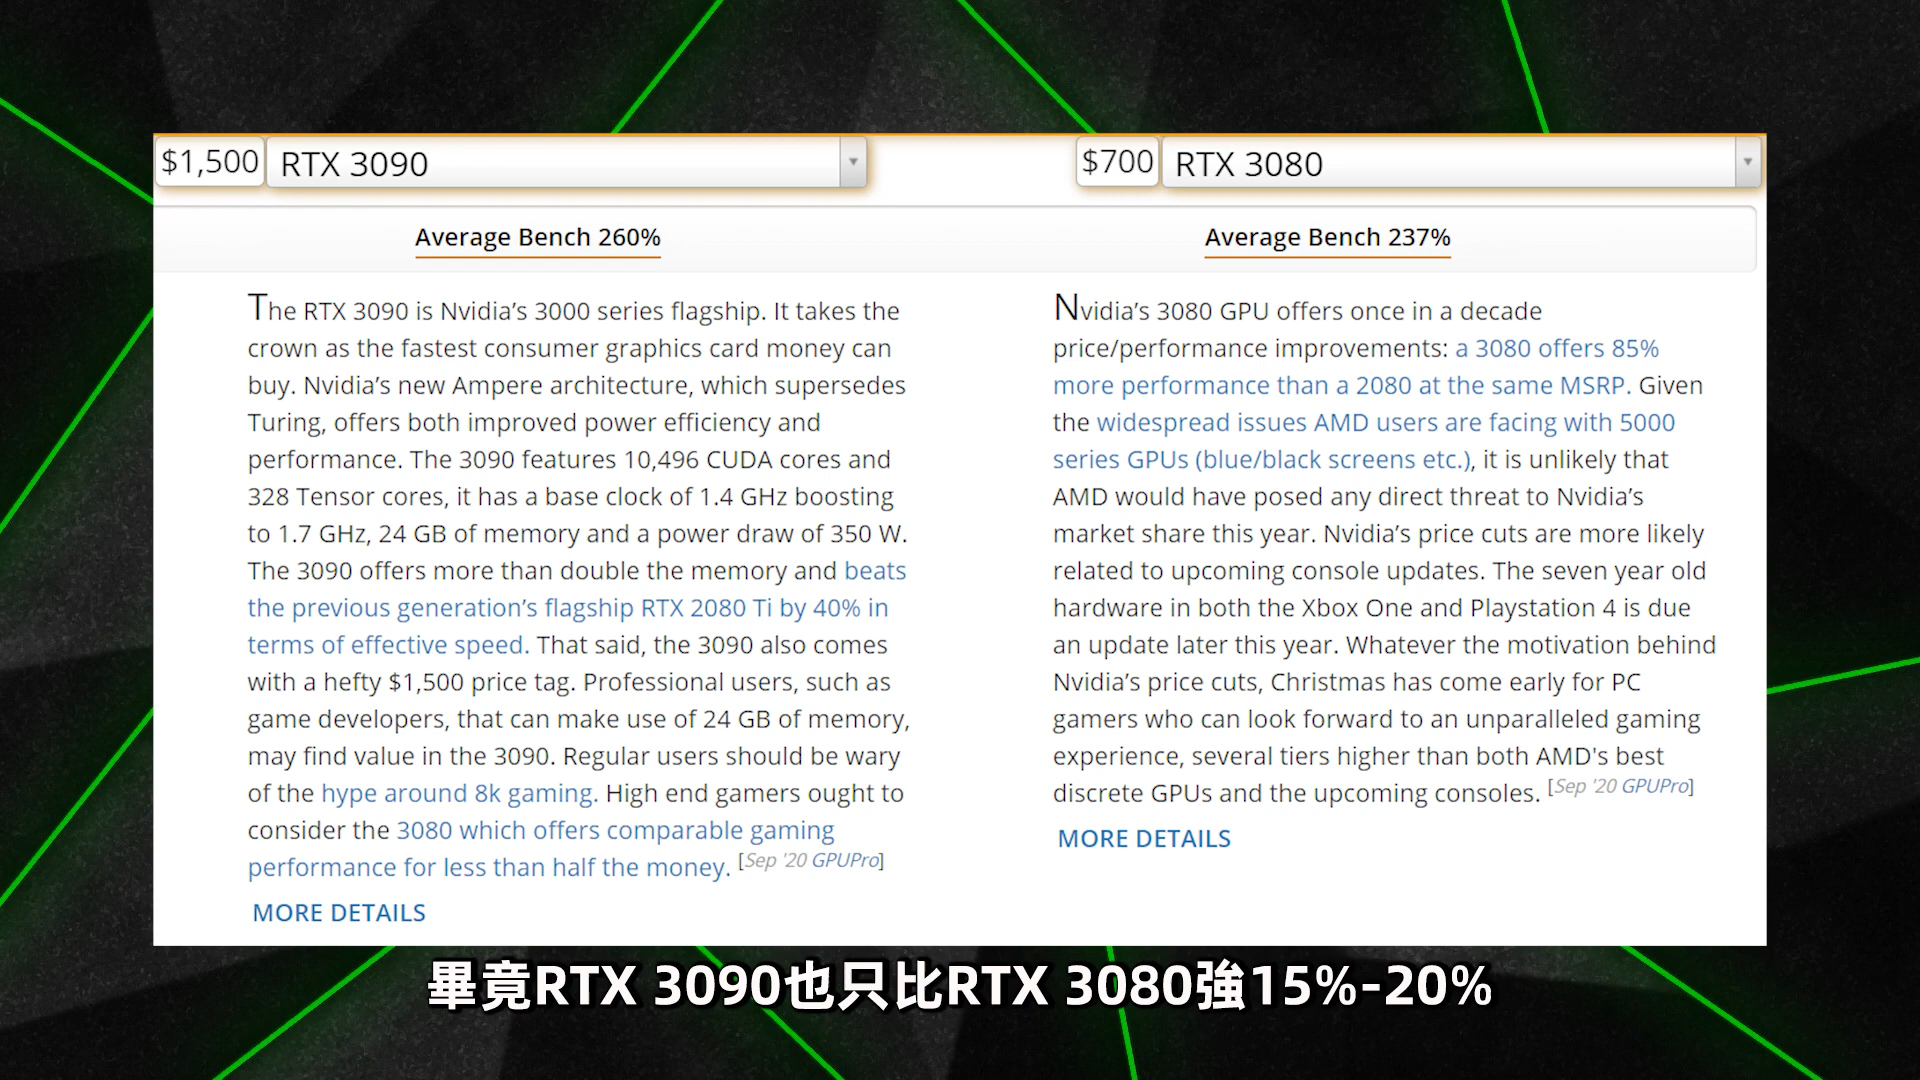 $1,500 RTX 3090
$700 RTX 3080
Average Bench 260%
Average Bench 237%
The RTX 3090 is Nvidia’s 3000 series flagship. It takes the
crown as the fastest consumer graphics card money can
buy. Nvidia’s new Ampere architecture, which supersedes
Turing, offers both improved power efficiency and
performance. The 3090 features 10,496 CUDA cores and
328 Tensor cores, it has a base clock of 1.4 GHz boosting
to 1.7 GHz, 24 GB of memory and a power draw of 350 W.
The 3090 offers more than double the memory and beats
the previous generation’s flagship RTX 2080 Ti by 40% in
terms of effective speed. That said, the 3090 also comes
with a hefty $1,500 price tag. Professional users, such as
game developers, that can make use of 24 GB of memory,
may find value in the 3090. Regular users should be wary
of the hype around 8k gaming. High end gamers ought to
consider the 3080 which offers comparable gaming
performance for less than half the money. [Sep '20 GPUPro]
MORE DETAILS
Nvidia’s 3080 GPU offers once in a decade
price/performance improvements: a 3080 offers 85%
more performance than a 2080 at the same MSRP. Given
the widespread issues AMD users are facing with 5000
series GPUs (blue/black screens etc.), it is unlikely that
AMD would have posed any direct threat to Nvidia’s
market share this year. Nvidia’s price cuts are more likely
related to upcoming console updates. The seven year old
hardware in both the Xbox One and Playstation 4 is due
an update later this year. Whatever the motivation behind
Nvidia’s price cuts, Christmas has come early for PC
gamers who can look forward to an unparalleled gaming
experience, several tiers higher than both AMD's best
discrete GPUs and the upcoming consoles. [Sep '20 GPUPro]
MORE DETAILS
畢竟RTX 3090也只比RTX 3080強15%-20%